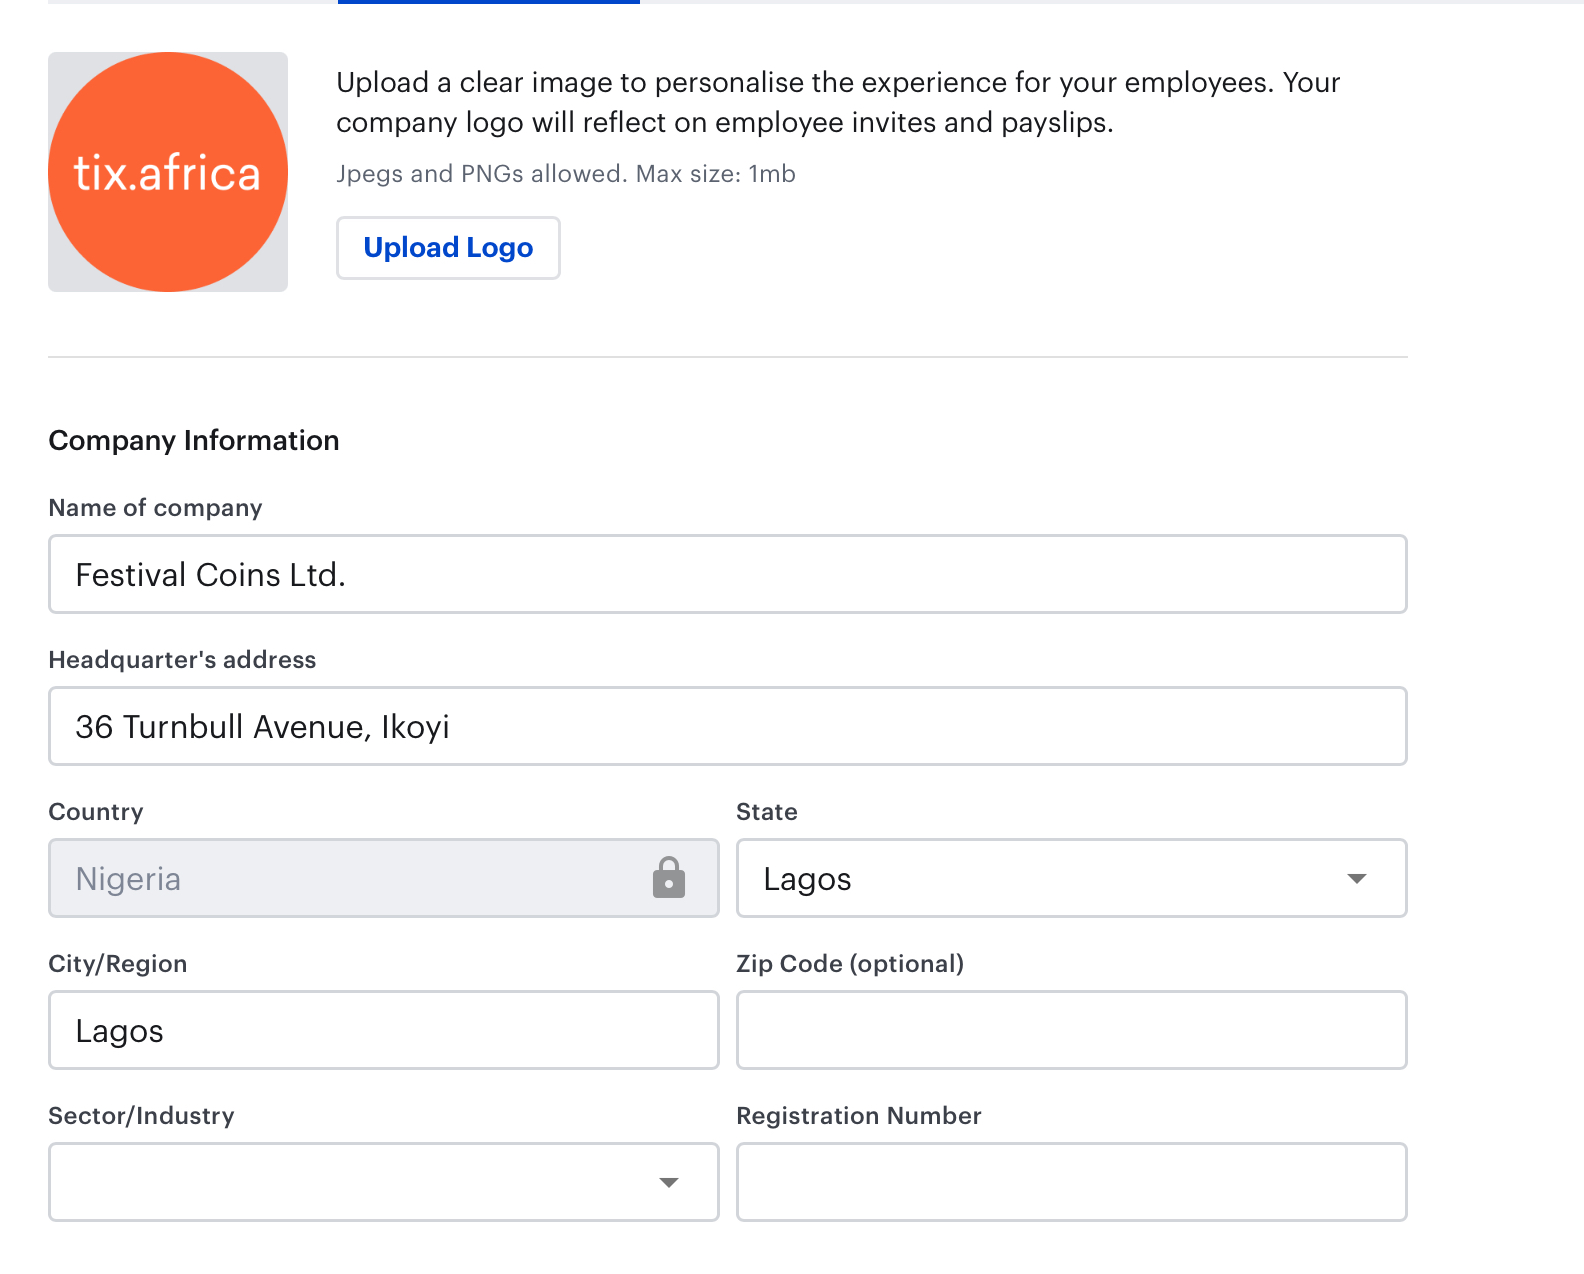 tix.africa
Upload a clear image to personalise the experience for your employees. Your
company logo will reflect on employee invites and payslips.
Jpegs and PNGs allowed. Max size: 1mb
Upload Logo
Company Information
Name of company
Festival Coins Ltd.
Headquarter's address
36 Turnbull Avenue, Ikoyi
Country
State
Nigeria
Lagos
City/Region
Zip Code (optional)
Lagos
Sector/Industry
Registration Number